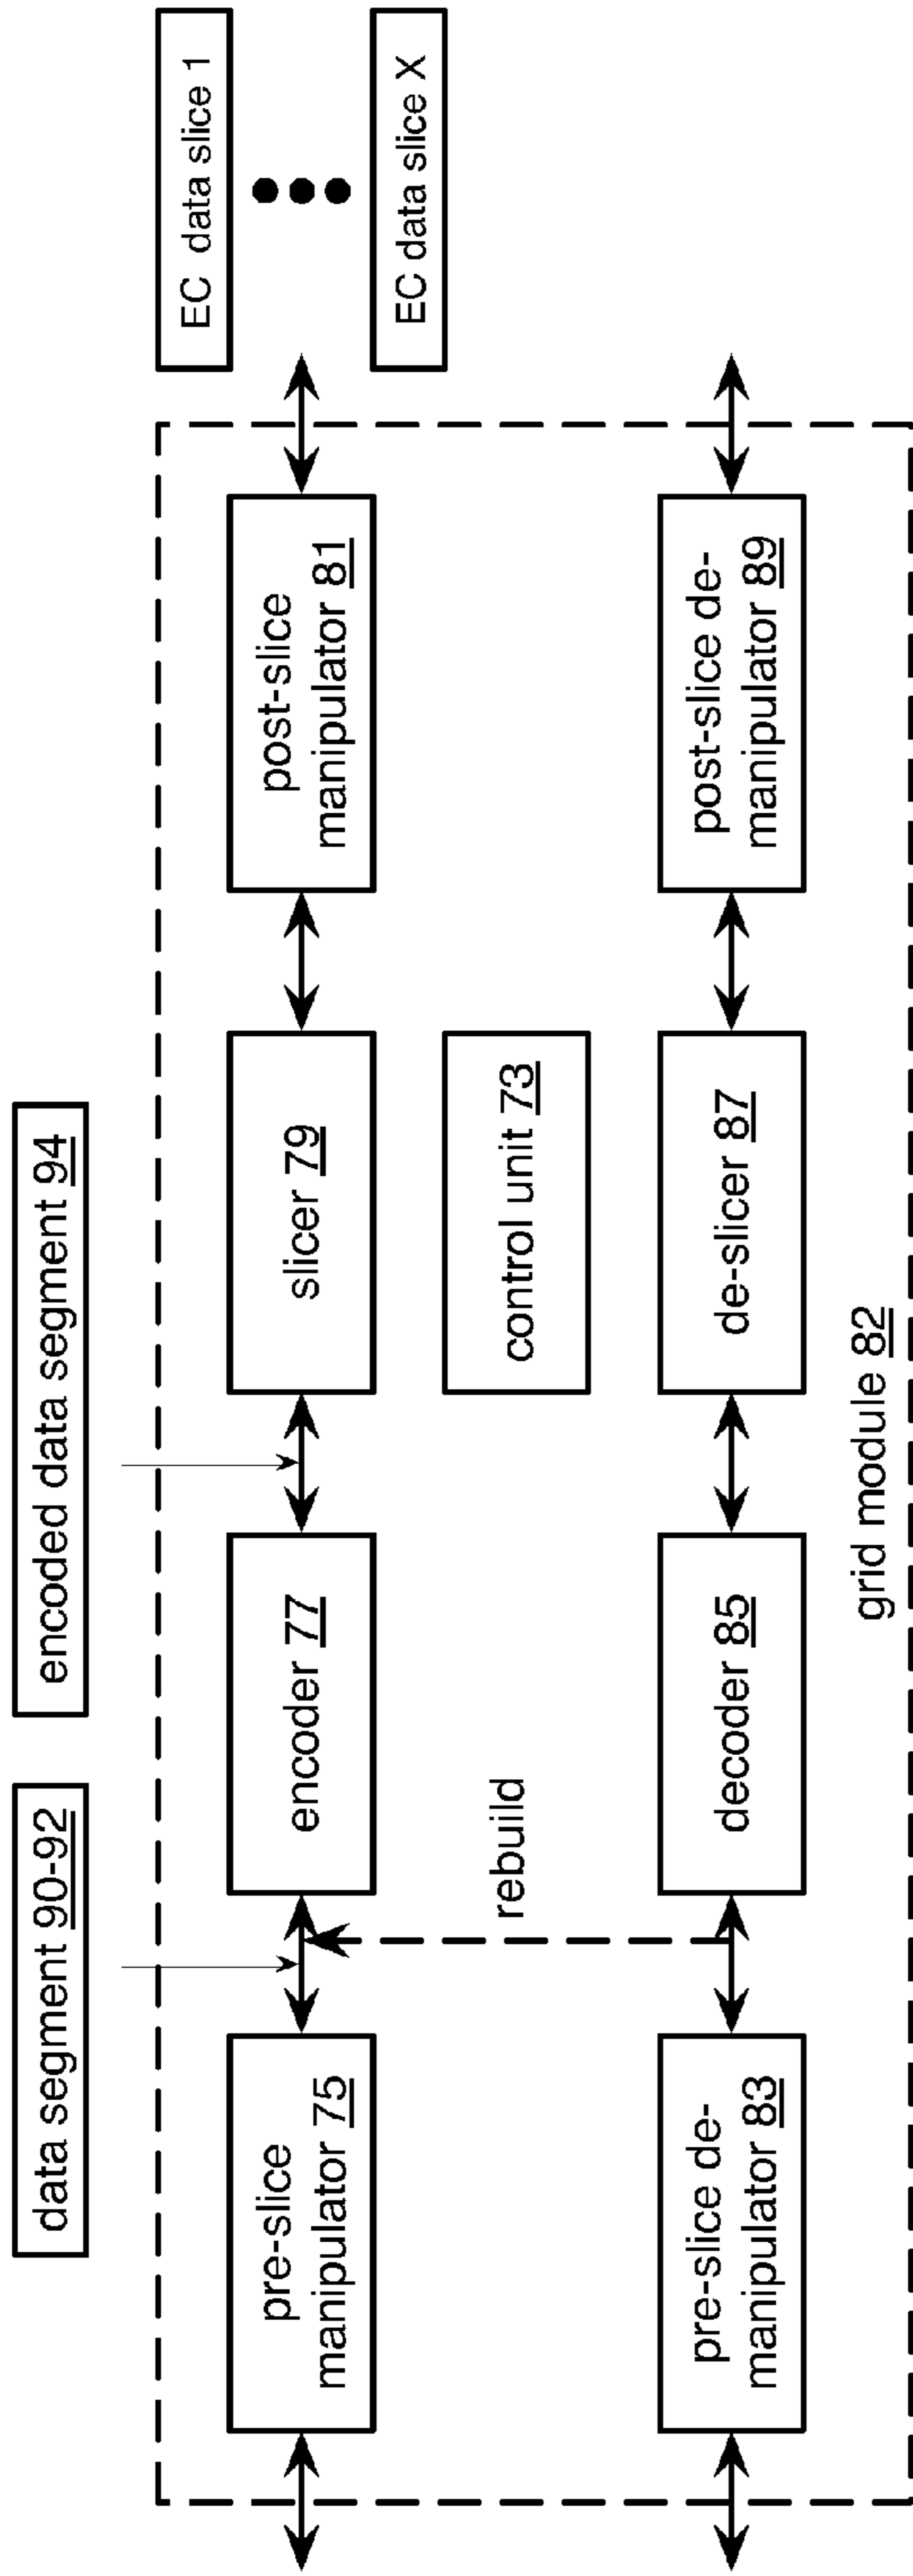 data segment 90-92
encoded data segment 94
EC data slice 1
EC data slice X
pre-slice
manipulator 75
encoder 77
slicer 79
post-slice
manipulator 81
rebuild
control unit 73
pre-slice de-
manipulator 83
decoder 85
de-slicer 87
post-slice de-
manipulator 89
grid module 82